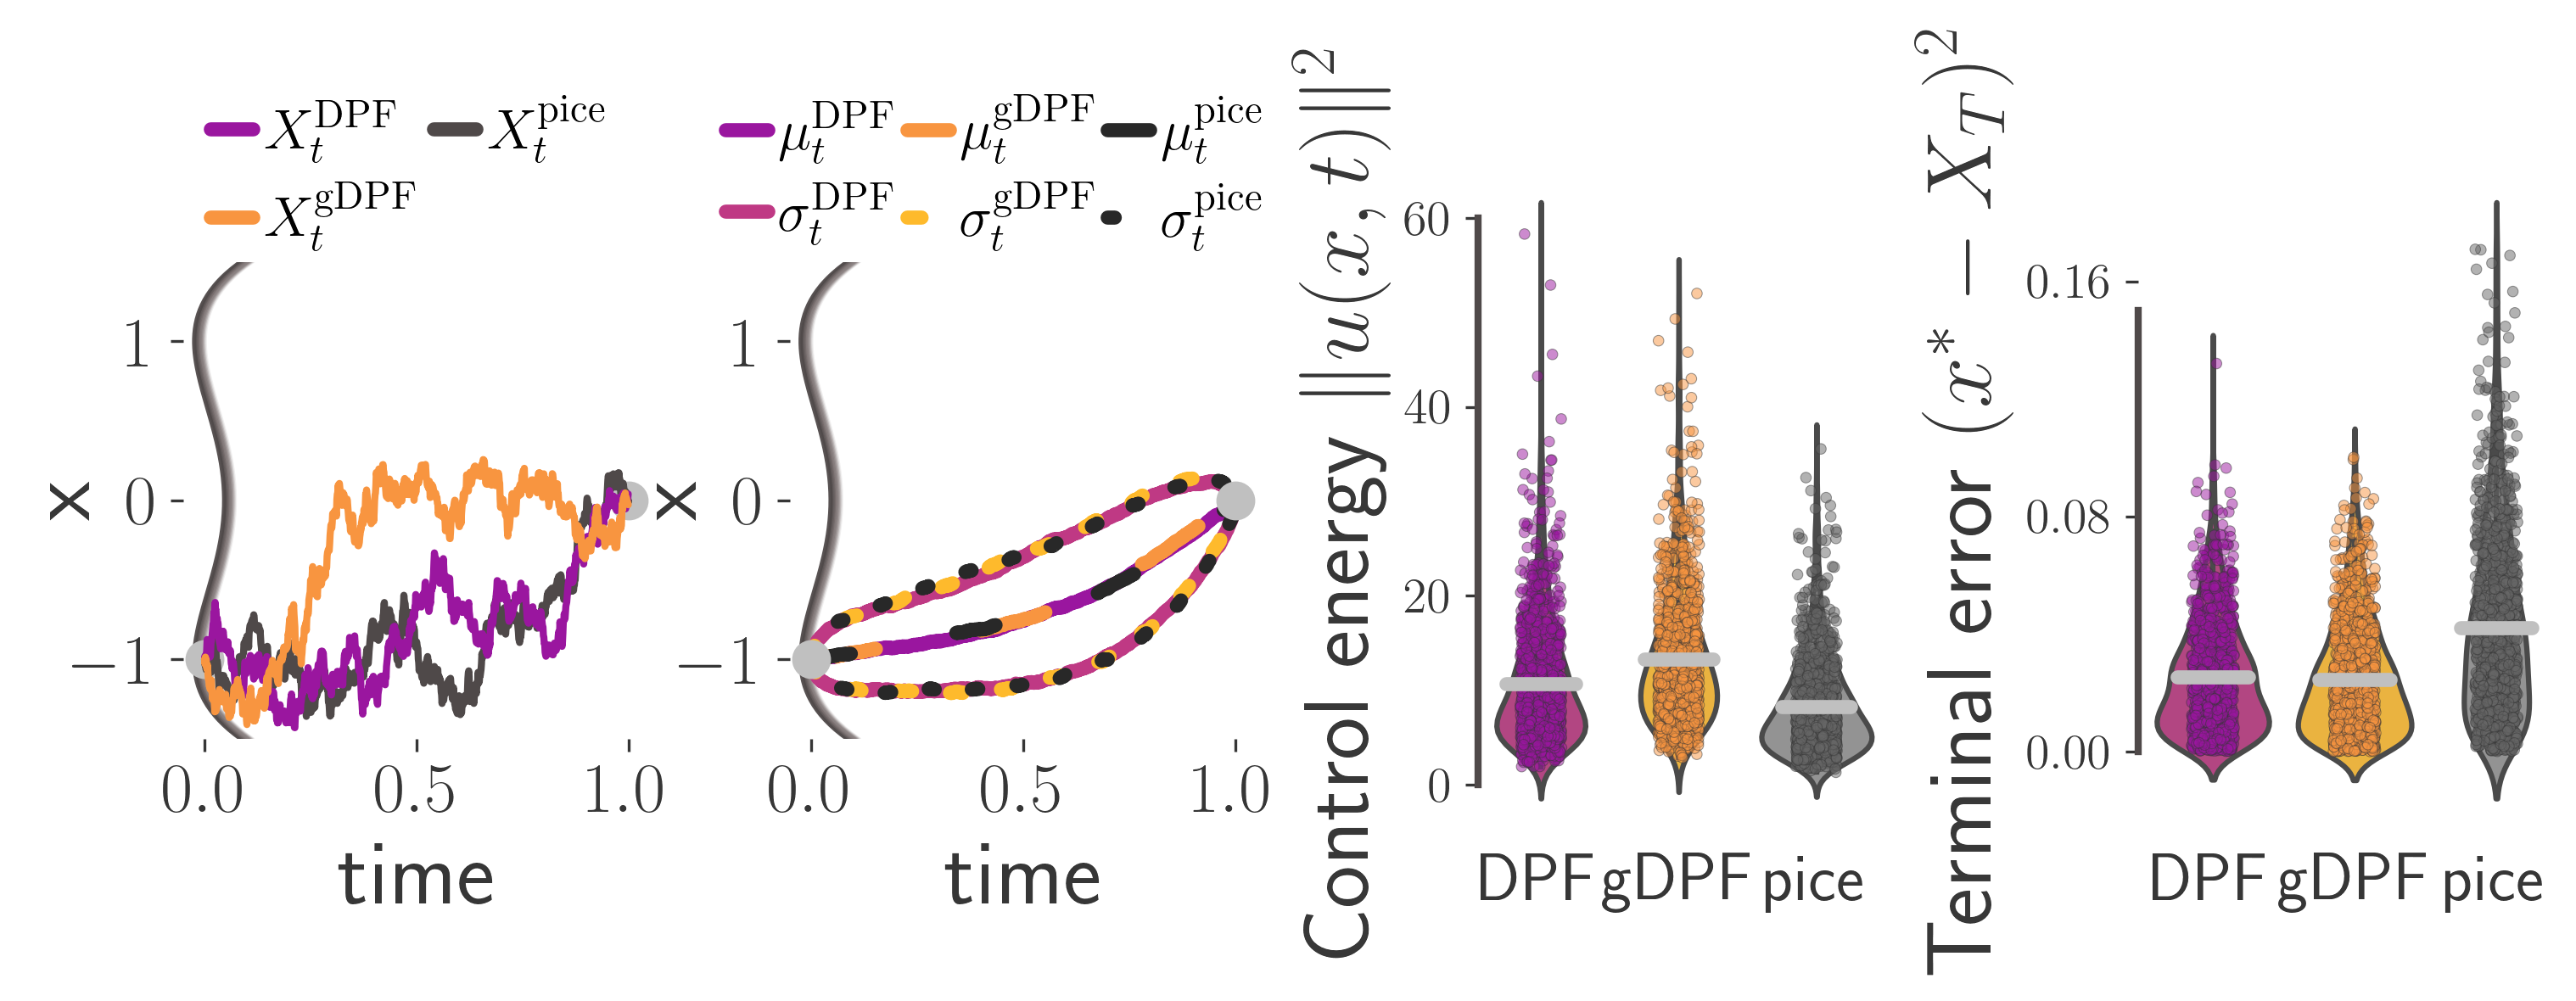 X_t^DPF X_t^pice
X_t^gDPF
1
0
−1
x
0.0 0.5 1.0
time
μ_t^DPF μ_t^gDPF μ_t^pice
σ_t^DPF σ_t^gDPF σ_t^pice
1
0
−1
x
0.0 0.5 1.0
time
Control energy ||u(x, t)||^2
60
40
20
0
DPF gDPF pice
Terminal error (x^* − X_T)^2
0.16
0.08
0.00
DPF gDPF pice